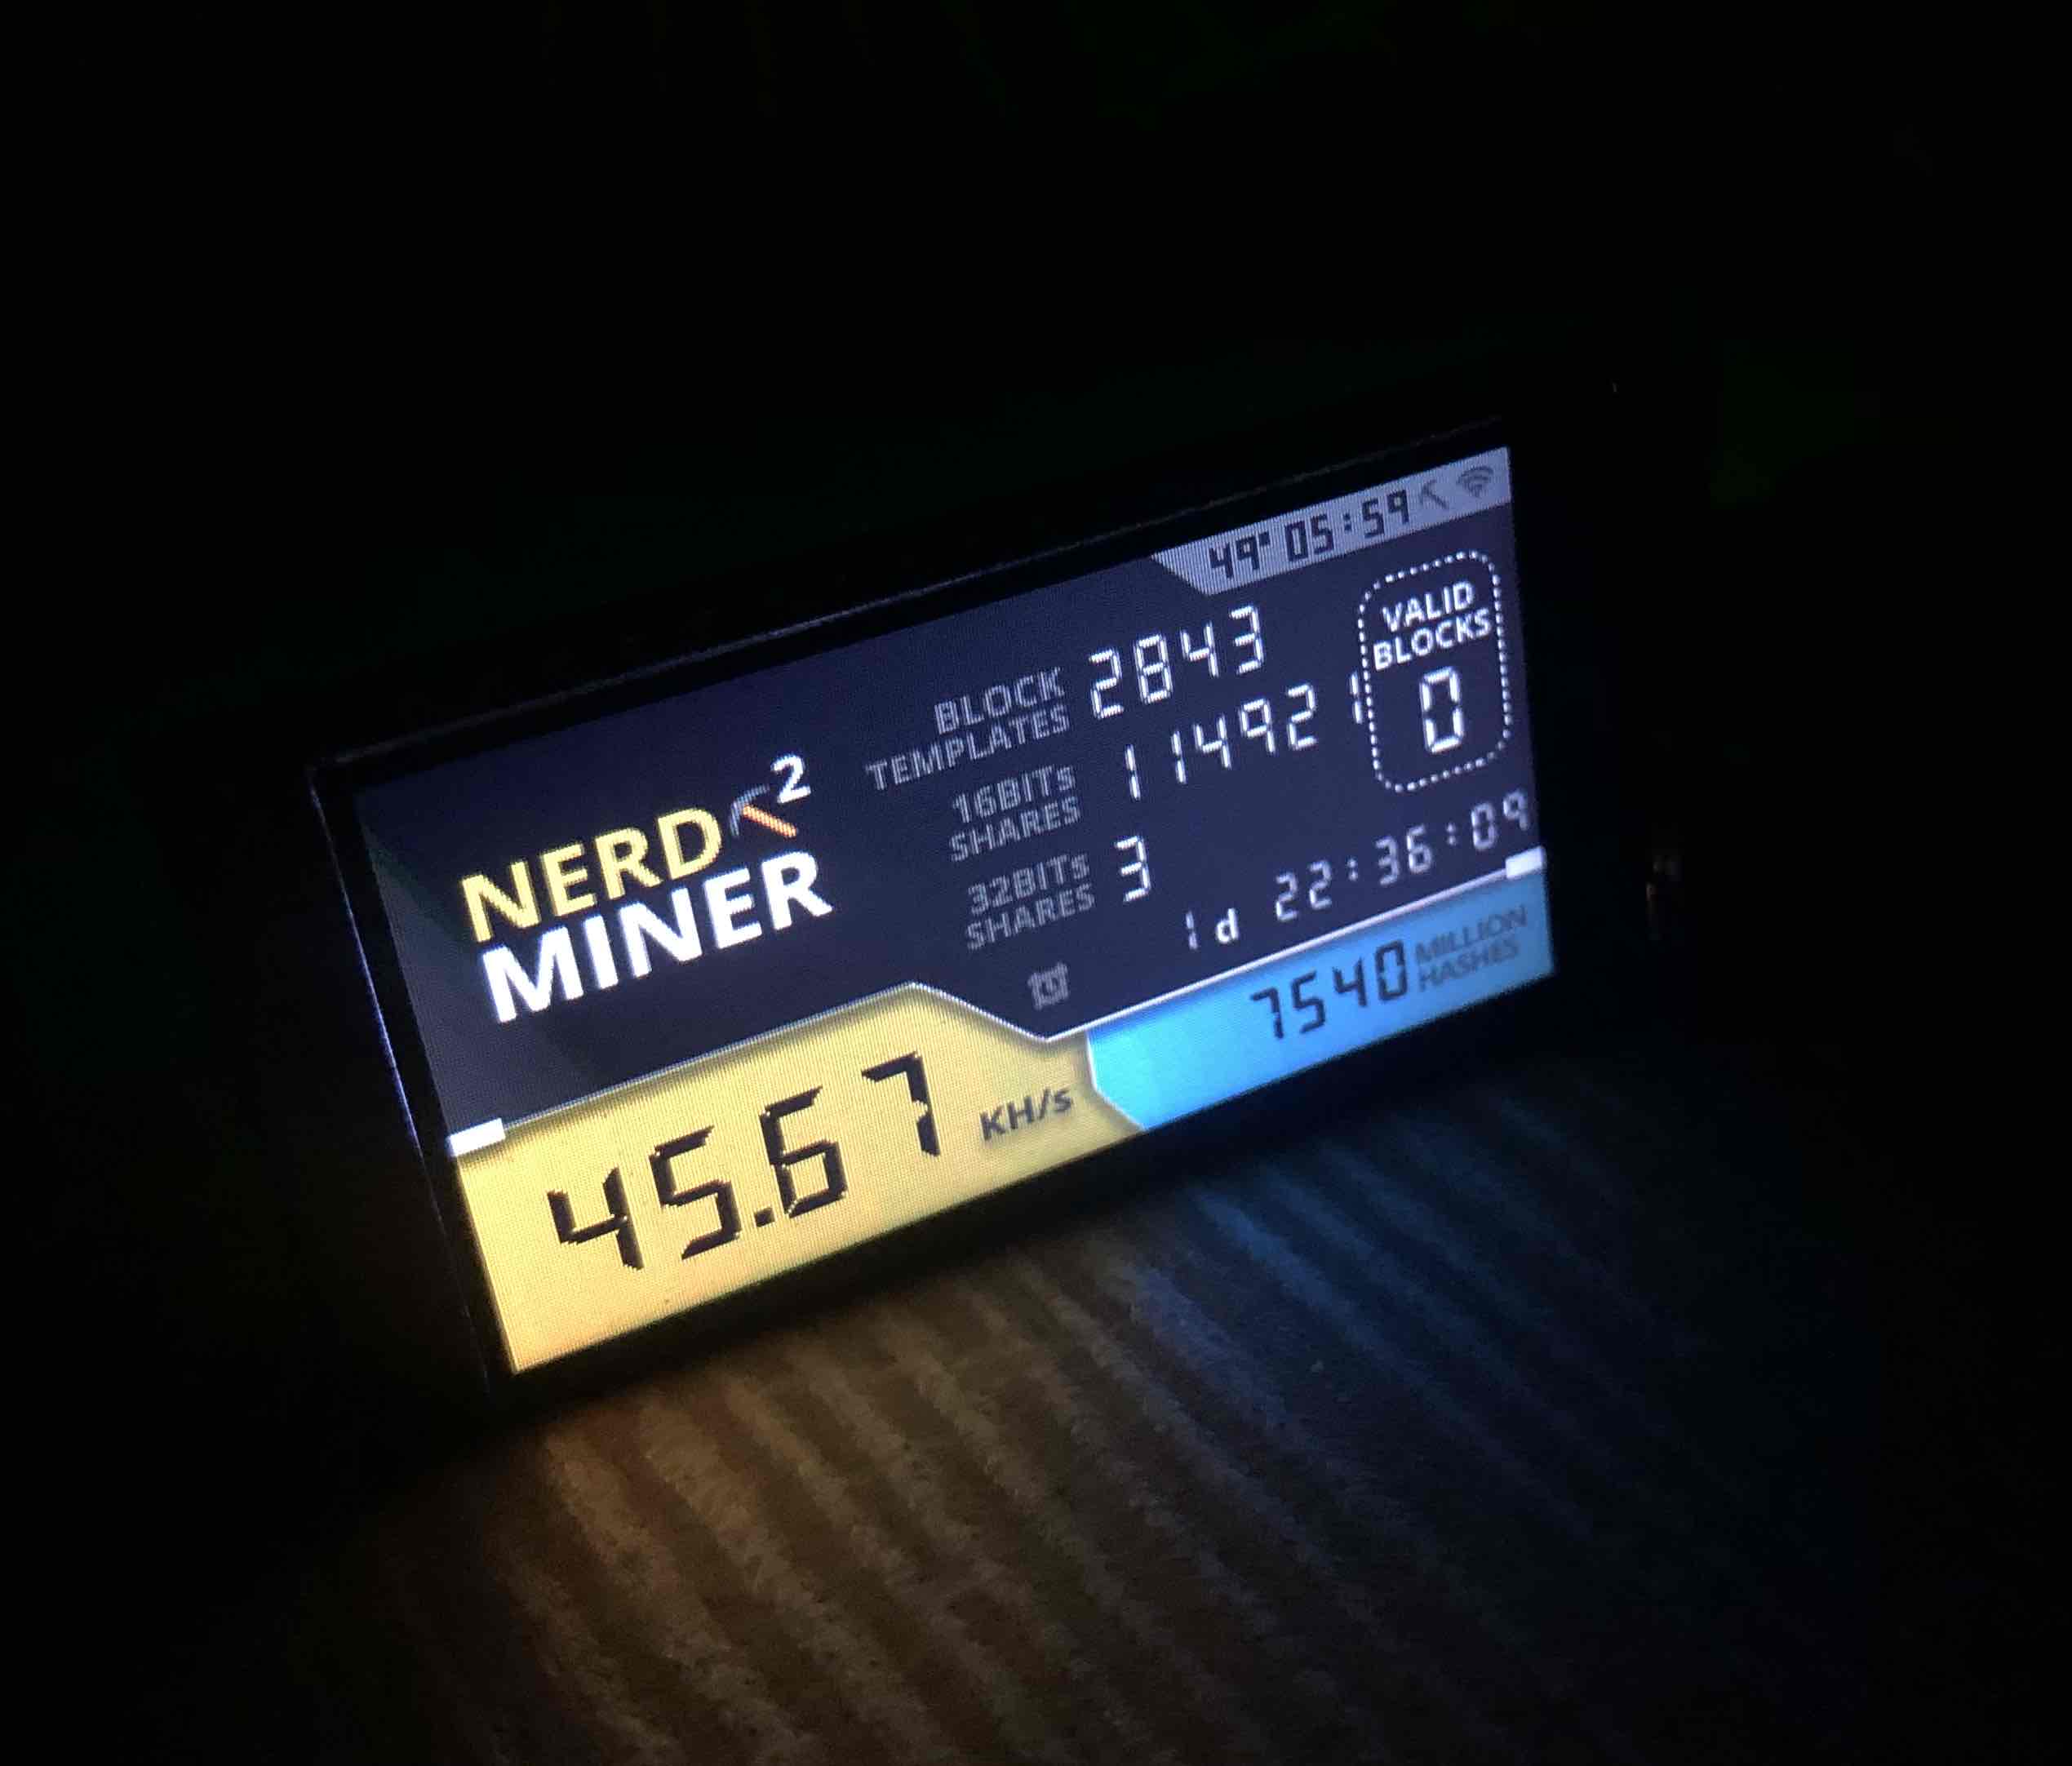 49° 05:59
BLOCK TEMPLATES 2843
VALID BLOCKS
0
16BITs SHARES 114921
32BITs SHARES 3
NERD 2
MINER
1d 22:36:09
7540 MILLION HASHES
45.67 KH/s